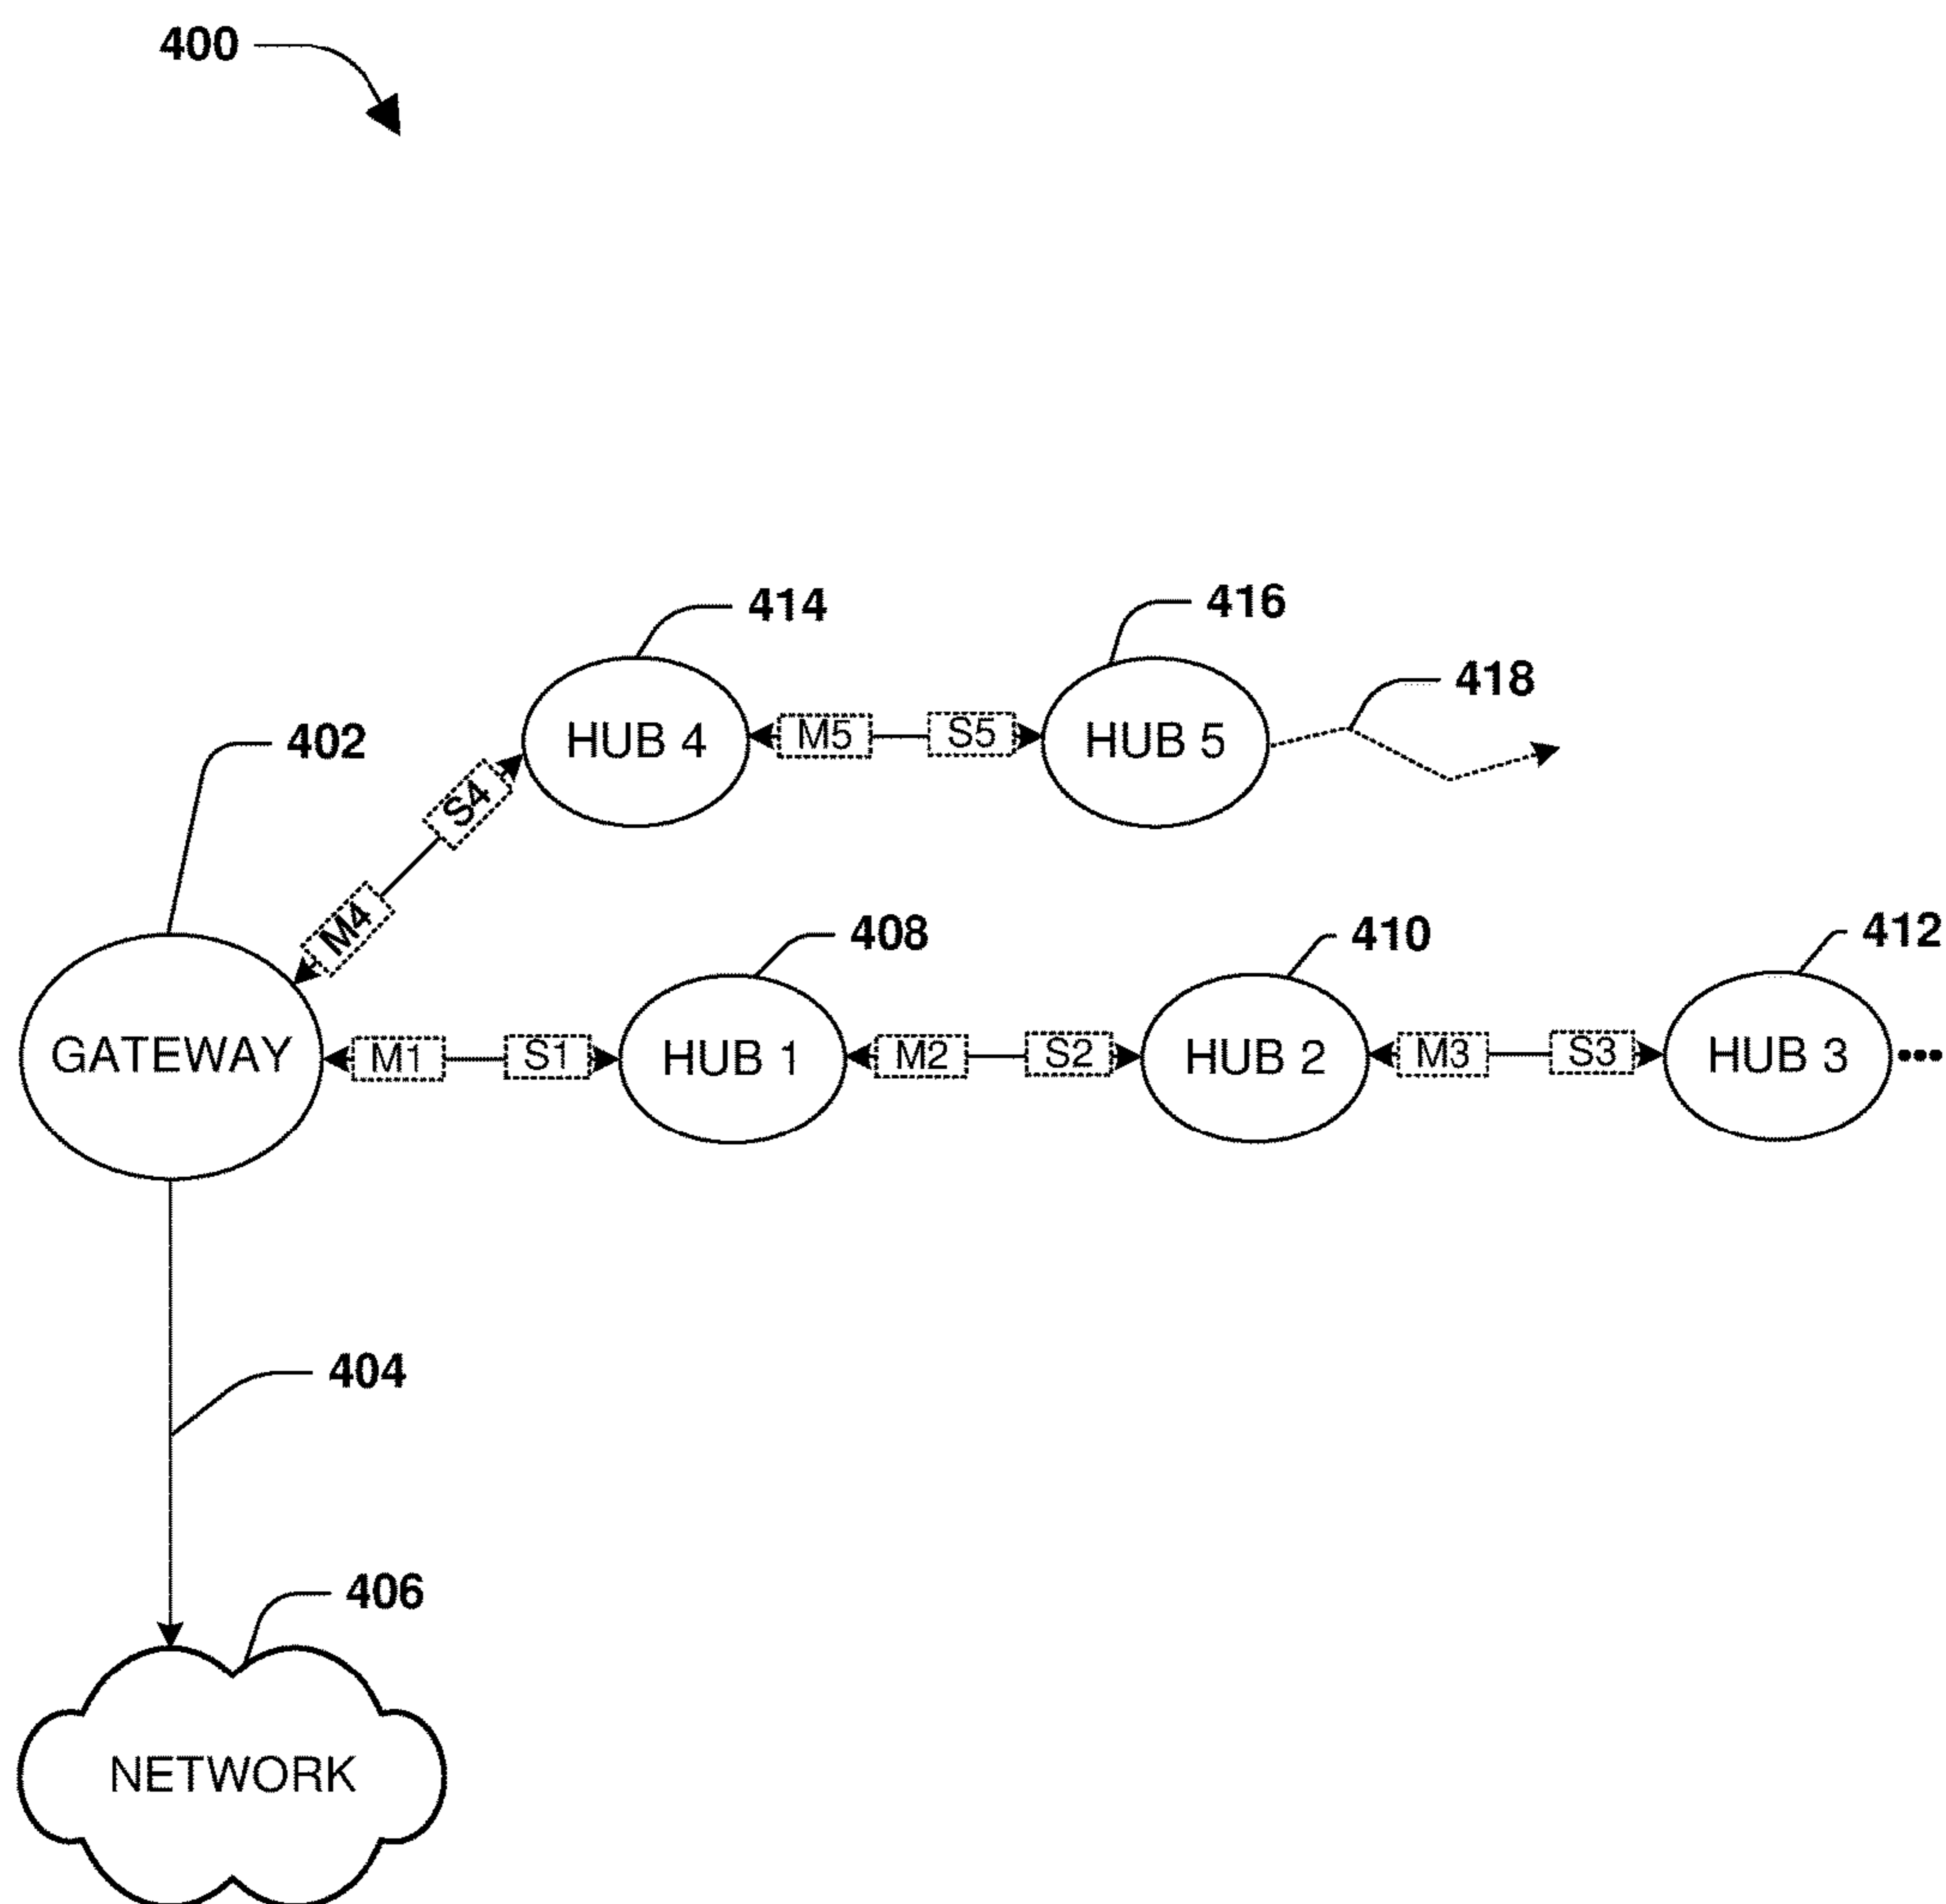 400
414
416
418
402
HUB 4
M5
S5
HUB 5
S4
M4
408
410
412
GATEWAY
M1
S1
HUB 1
M2
S2
HUB 2
M3
S3
HUB 3
•••
404
406
NETWORK